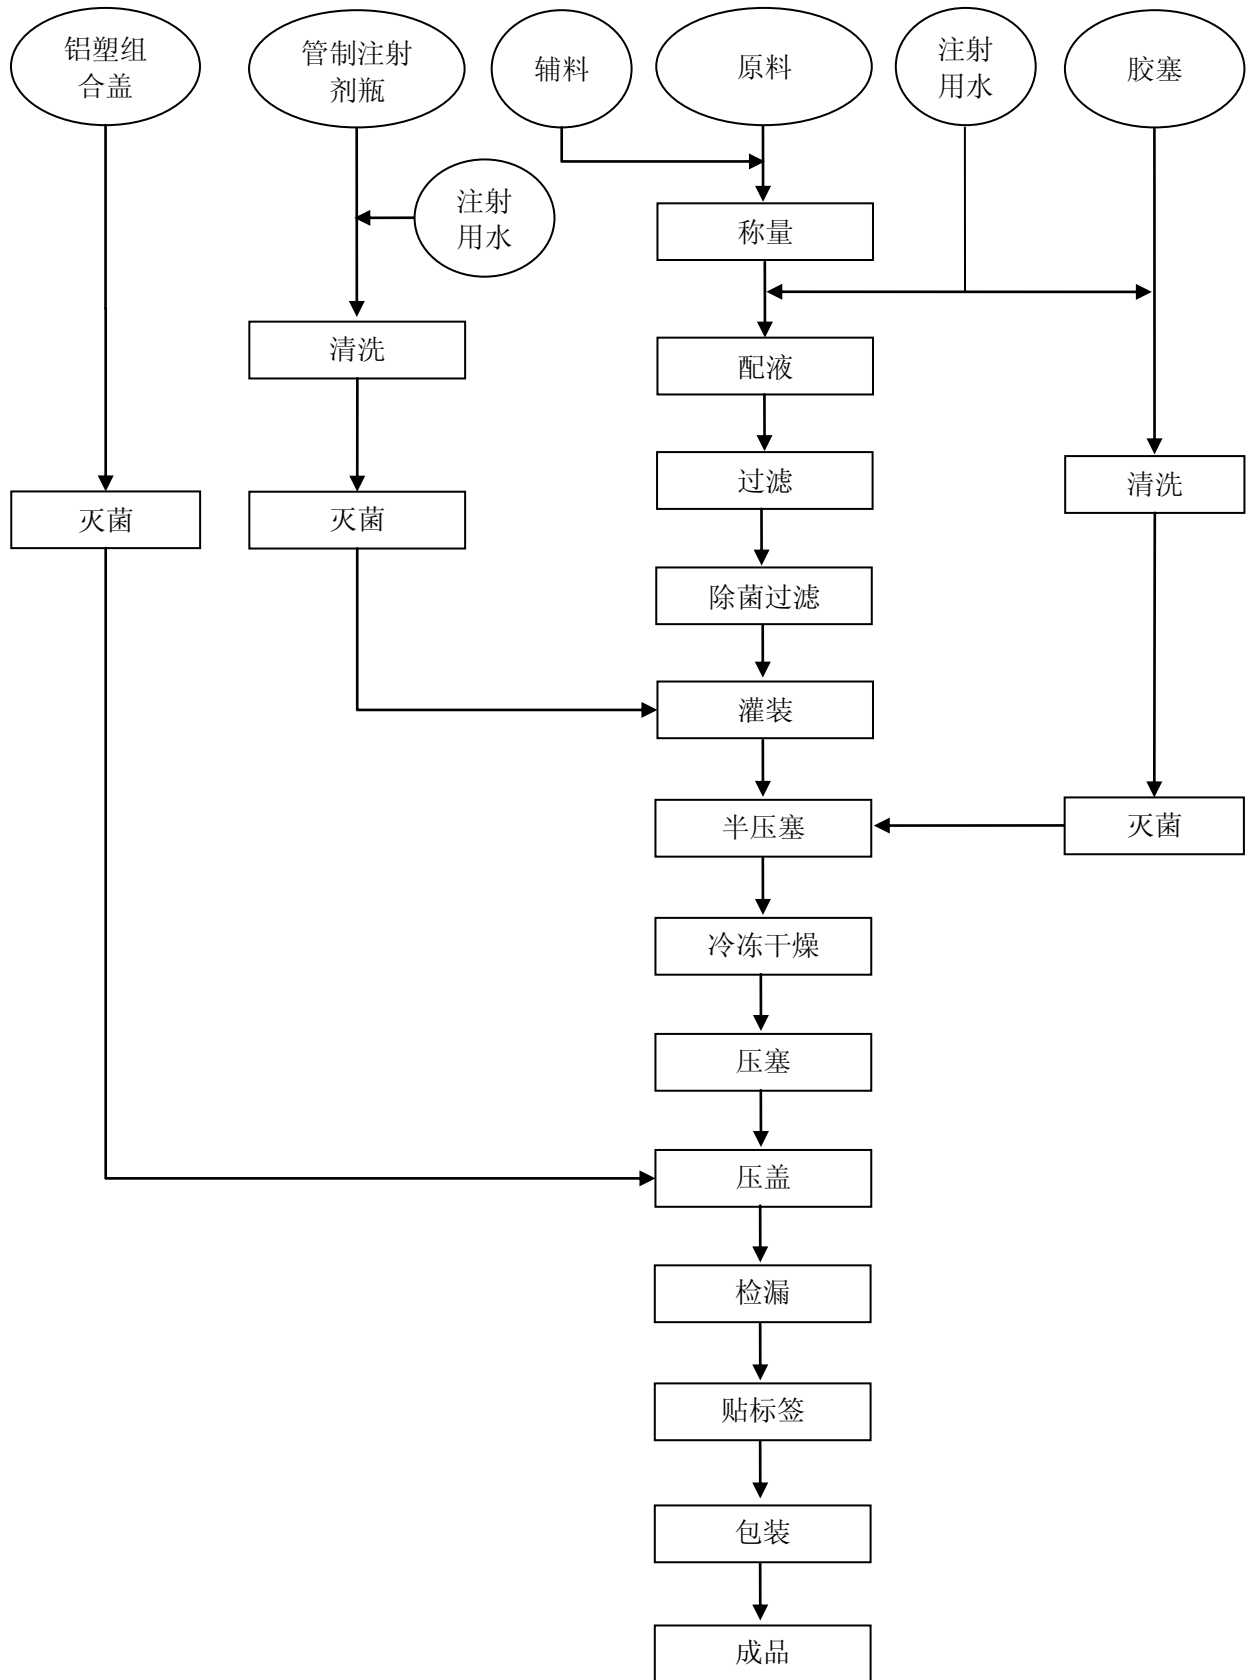 铝塑组
合盖
管制注射
剂瓶
辅料
原料
注射
用水
胶塞
注射
用水
称量
清洗
配液
过滤
清洗
灭菌
灭菌
除菌过滤
灌装
半压塞
灭菌
冷冻干燥
压塞
压盖
检漏
贴标签
包装
成品